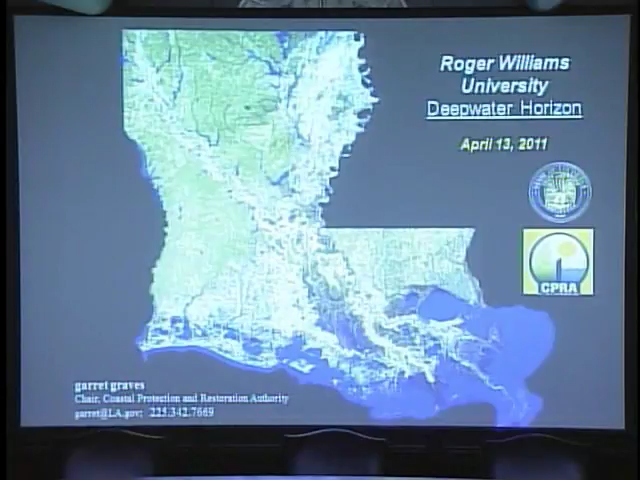 Roger Williams
University
Deepwater Horizon
April 13, 2011
CPRA
garret graves
Chair, Coastal Protection and Restoration Authority
garret@LA.gov; 225.342.7669